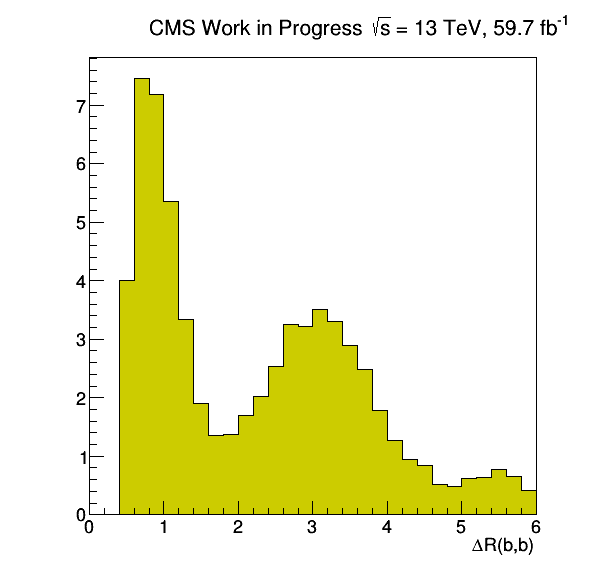 CMS Work in Progress √s = 13 TeV, 59.7 fb⁻¹
7
6
5
4
3
2
1
0
0 1 2 3 4 5 6
ΔR(b,b)